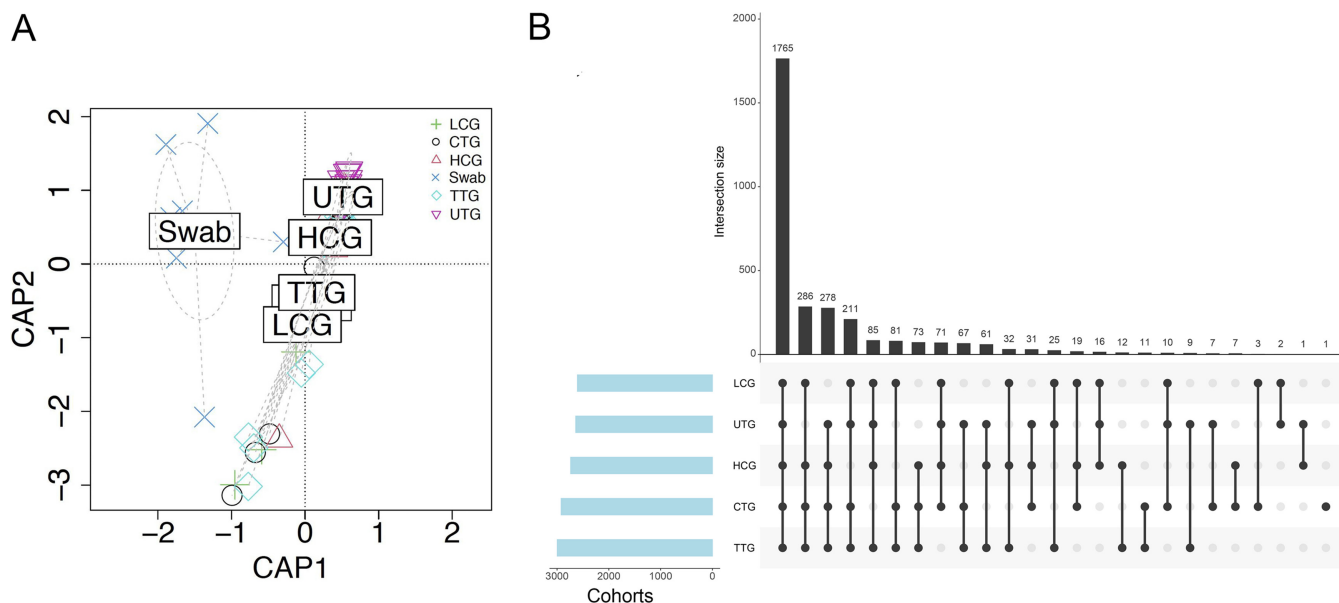 A
2
1
0
−1
−2
−3
CAP2
−2
−1
0
1
2
CAP1
LCG
CTG
HCG
Swab
TTG
UTG
UTG
Swab
HCG
TTG
LCG
B
2000
1500
1000
500
0
Intersection size
1765
286
278
211
85
81
73
71
67
61
32
31
25
19
16
12
11
10
9
7
7
3
2
1
1
LCG
UTG
HCG
CTG
TTG
3000
2000
1000
0
Cohorts